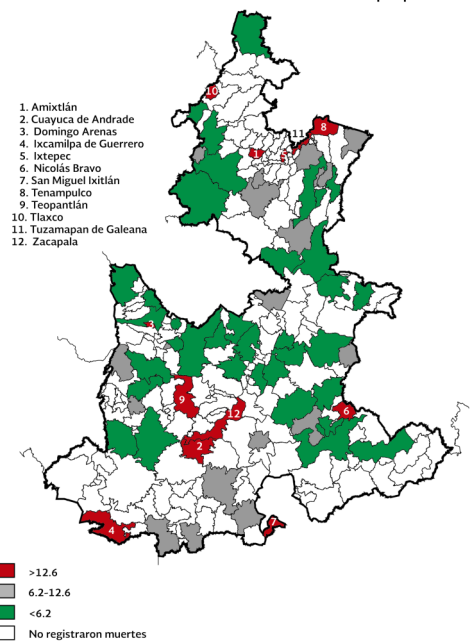 1. Amixtlán
2. Cuayuca de Andrade
3. Domingo Arenas
4. Ixcamilpa de Guerrero
5. Ixtepec
6. Nicolás Bravo
7. San Miguel Ixitlán
8. Tenampulco
9. Teopantlán
10. Tlaxco
11. Tuzamapan de Galeana
12. Zacapala
10
11
8
1
5
3
9
12
6
2
4
7
>12.6
6.2-12.6
<6.2
No registraron muertes